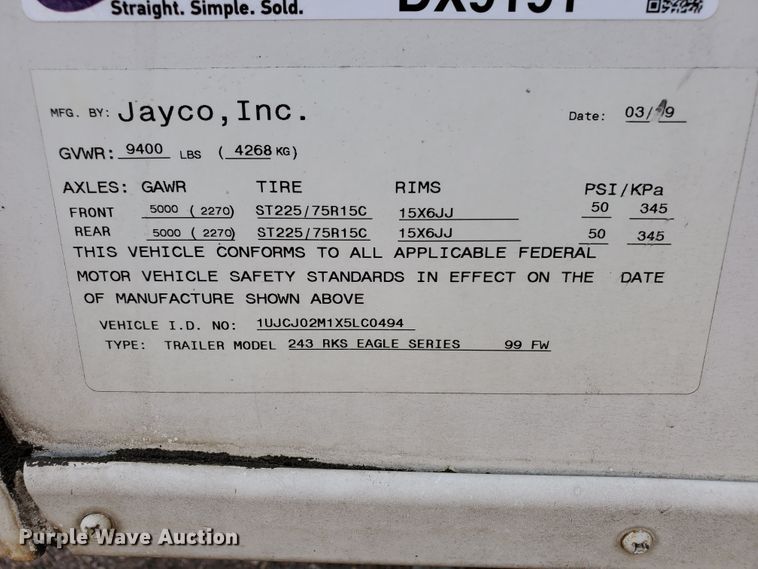 Straight. Simple. Sold.
MFG. BY: Jayco, Inc. Date: 03/ 9
GVWR: 9400 LBS ( 4268 KG)
AXLES: GAWR TIRE RIMS PSI/KPa
FRONT 5000 ( 2270) ST225/75R15C 15X6JJ 50 345
REAR 5000 ( 2270) ST225/75R15C 15X6JJ 50 345
THIS VEHICLE CONFORMS TO ALL APPLICABLE FEDERAL
MOTOR VEHICLE SAFETY STANDARDS IN EFFECT ON THE DATE
OF MANUFACTURE SHOWN ABOVE
VEHICLE I.D. NO: 1UJCJ02M1X5LC0494
TYPE: TRAILER MODEL 243 RKS EAGLE SERIES 99 FW
Purple Wave Auction